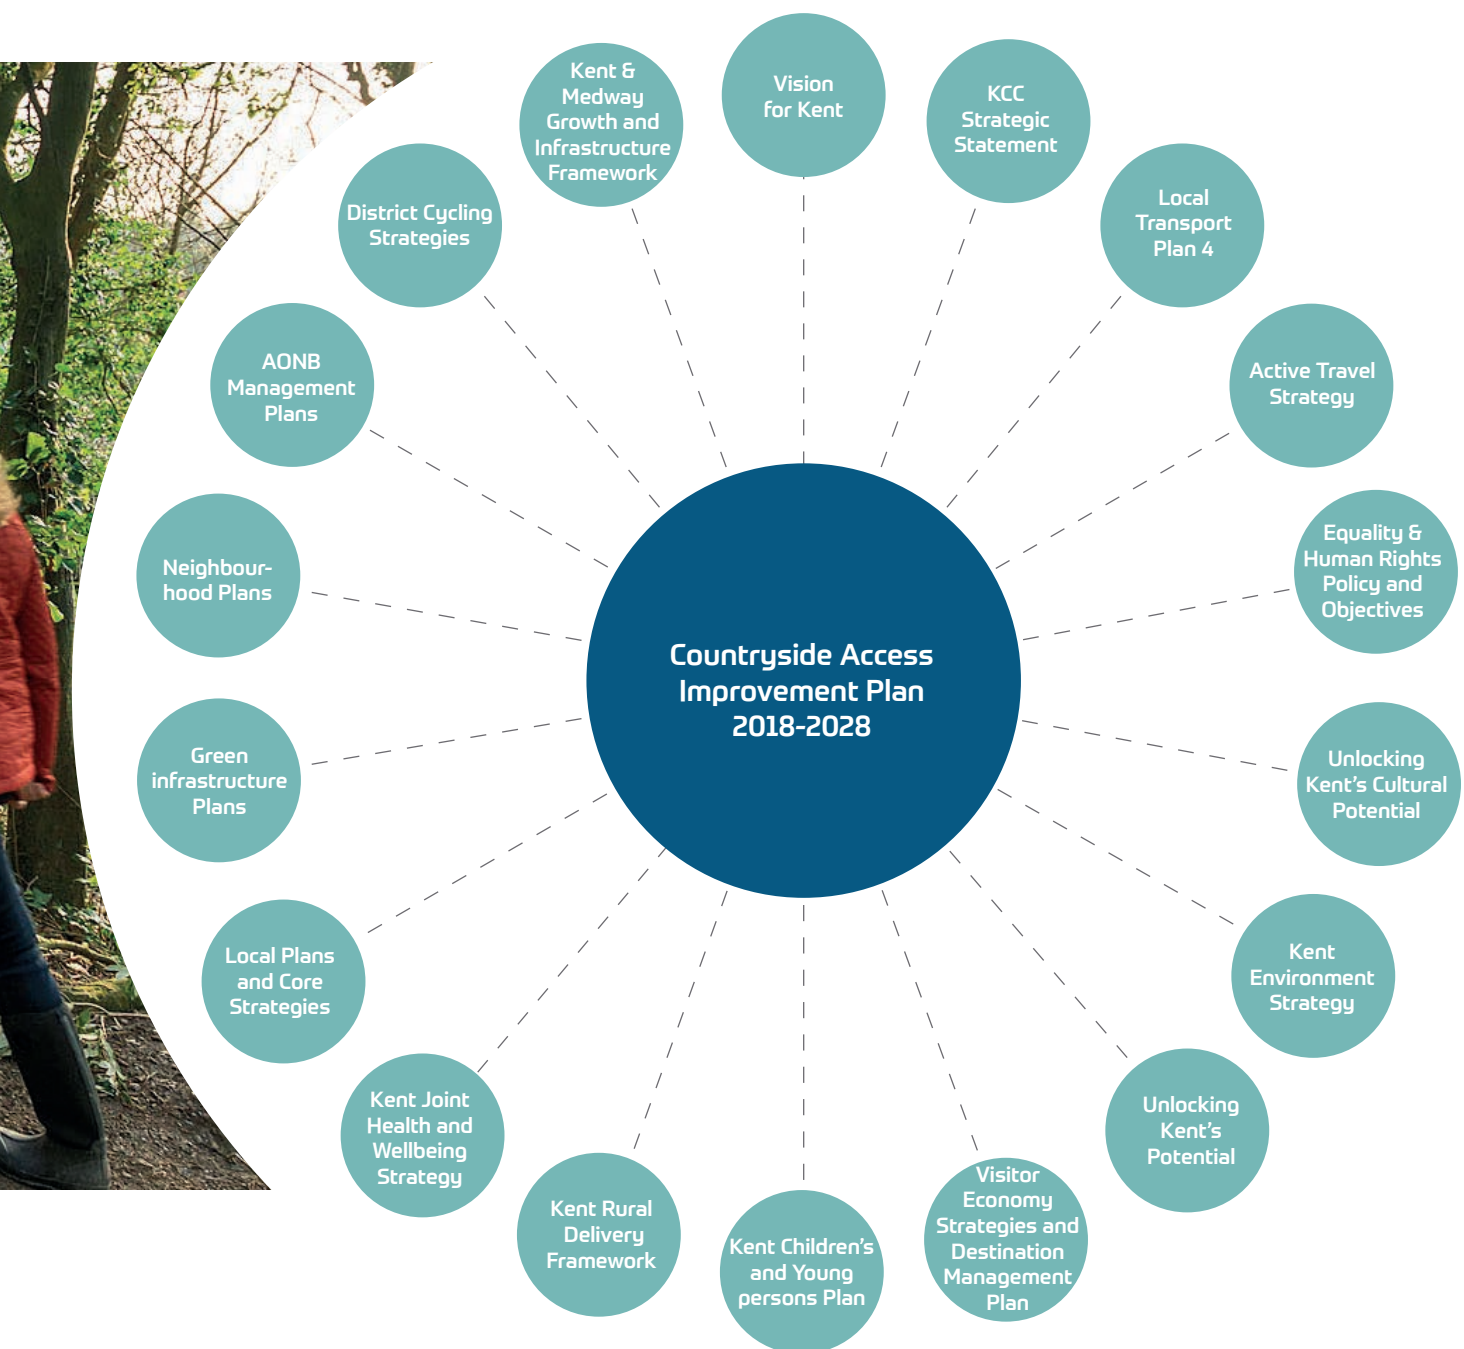 Vision
for Kent
KCC
Strategic
Statement
Local
Transport
Plan 4
Active Travel
Strategy
Equality &
Human Rights
Policy and
Objectives
Unlocking
Kent's Cultural
Potential
Kent
Environment
Strategy
Unlocking
Kent's
Potential
Visitor
Economy
Strategies and
Destination
Management
Plan
Kent Children's
and Young
persons Plan
Kent Rural
Delivery
Framework
Kent Joint
Health and
Wellbeing
Strategy
Local Plans
and Core
Strategies
Green
infrastructure
Plans
Neighbour-
hood Plans
AONB
Management
Plans
District Cycling
Strategies
Kent &
Medway
Growth and
Infrastructure
Framework
Countryside Access
Improvement Plan
2018-2028